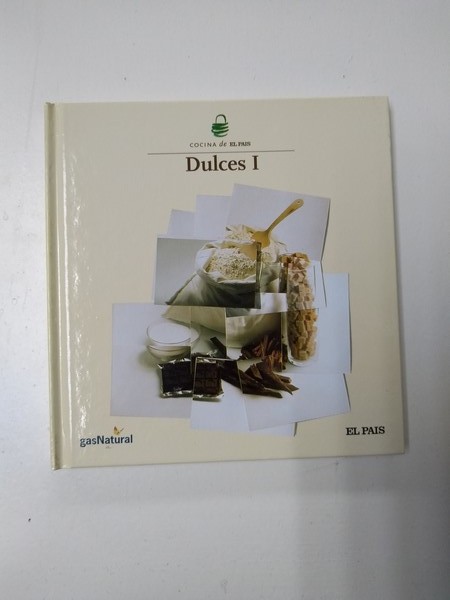 COCINA de EL PAIS
Dulces I
gasNatural
EL PAIS